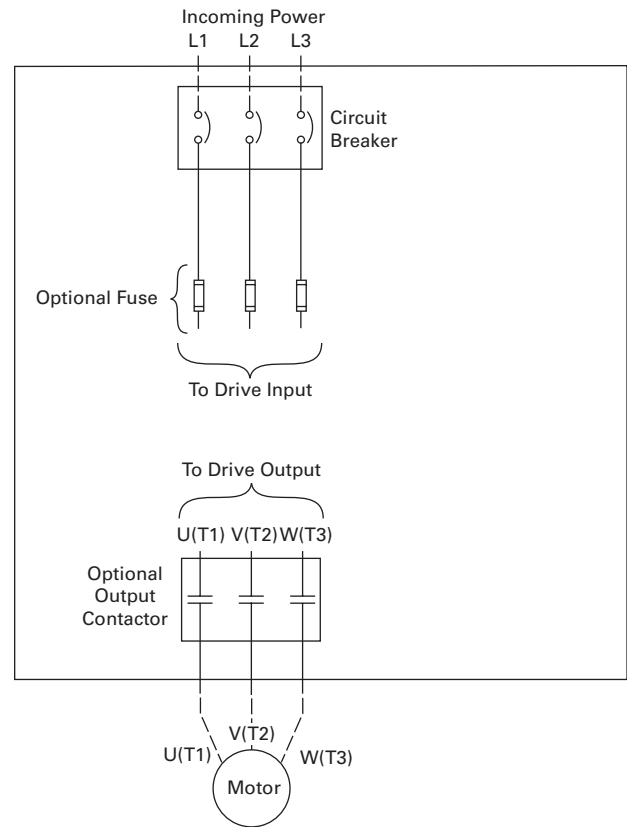 Incoming Power
L1 L2 L3
Circuit
Breaker
Optional Fuse
To Drive Input
To Drive Output
U(T1) V(T2) W(T3)
Optional
Output
Contactor
V(T2)
U(T1) W(T3)
Motor